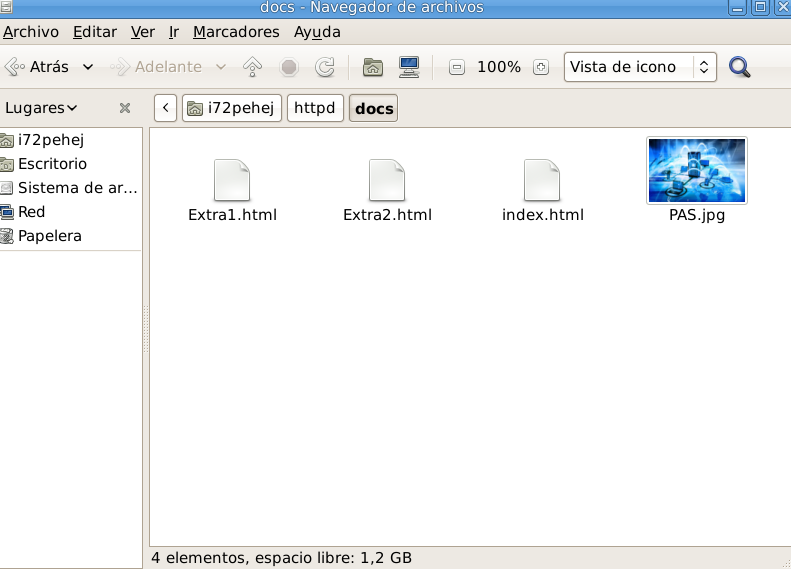 docs - Navegador de archivos
Archivo Editar Ver Ir Marcadores Ayuda
Atrás Adelante 100% Vista de icono
Lugares i72pehej httpd docs
i72pehej
Escritorio
Sistema de ar...
Red
Papelera
Extra1.html Extra2.html index.html PAS.jpg
4 elementos, espacio libre: 1,2 GB